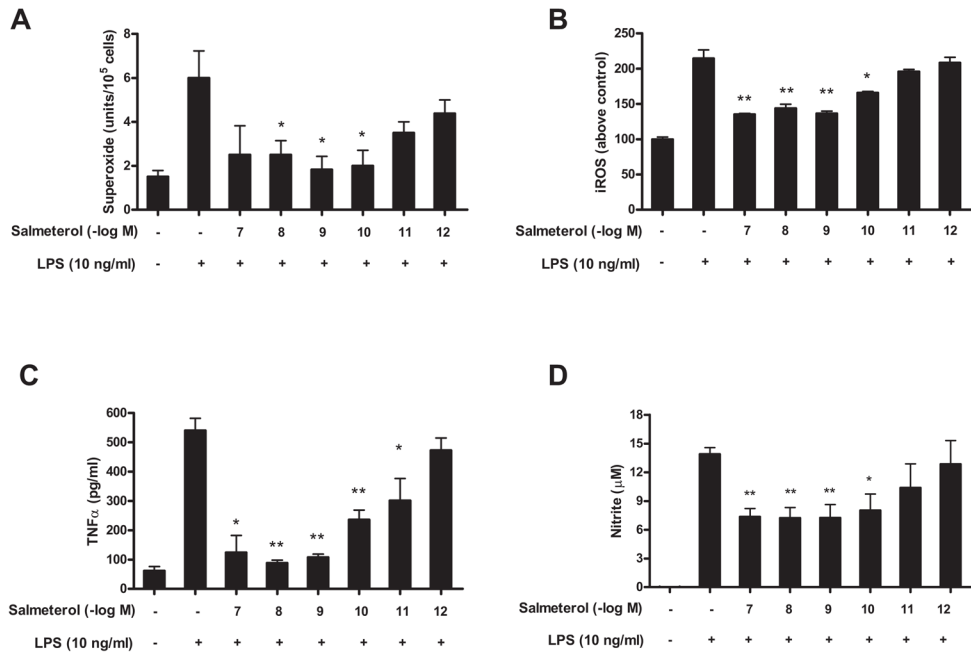 A
Superoxide (units/10⁵ cells)
8
6
4
2
0
* * *
Salmeterol (-log M) - - 7 8 9 10 11 12
LPS (10 ng/ml) - + + + + + + +
B
iROS (above control)
250
200
150
100
50
0
** ** ** *
Salmeterol (-log M) - - 7 8 9 10 11 12
LPS (10 ng/ml) - + + + + + + +
C
TNFα (pg/ml)
600
500
400
300
200
100
0
* ** ** ** *
Salmeterol (-log M) - - 7 8 9 10 11 12
LPS (10 ng/ml) - + + + + + + +
D
Nitrite (μM)
18
15
12
9
6
3
0
** ** ** *
Salmeterol (-log M) - - 7 8 9 10 11 12
LPS (10 ng/ml) - + + + + + + +